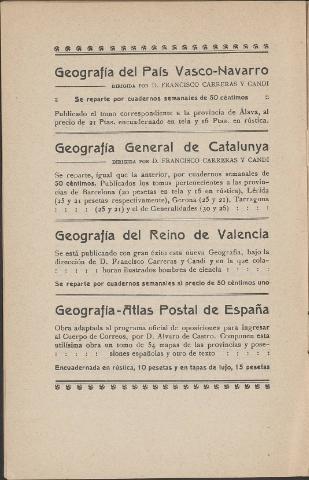 Geografía del País Vasco-Navarro
DIRIGIDA POR D. FRANCISCO CARRERAS Y CANDI
: Se reparte por cuadernos semanales de 50 céntimos :
Publicado el tomo correspondiente á la provincia de Álava, al
precio de 21 Ptas. encuadernado en tela y 16 Ptas. en rústica.
Geografía General de Catalunya
DIRIGIDA POR D. FRANCISCO CARRERAS Y CANDI
Se reparte, igual que la anterior, por cuadernos semanales de
50 céntimos. Publicados los tomos pertenecientes á las provin-
cias de Barcelona (20 pesetas en tela y 16 en rústica), Lérida
(25 y 21 pesetas respectivamente), Gerona (25 y 21), Tarragona
: : : : (25 y 21) y el de Generalidades (30 y 26) : : : :
Geografía del Reino de Valencia
Se está publicando con gran éxito esta nueva Geografía, bajo la
dirección de D. Francisco Carreras y Candi y en la que cola-
: : : : : boran ilustrados hombres de ciencia : : : : :
Se reparte por cuadernos semanales al precio de 50 céntimos uno
Geografía-Atlas Postal de España
Obra adaptada al programa oficial de oposiciones para ingresar
al Cuerpo de Correos, por D. Alvaro de Castro. Componen esta
utilísima obra un tomo de 54 mapas de las provincias y pose-
: : : : : siones españolas y otro de texto : : : : :
Encuadernada en rústica, 10 pesetas y en tapas de lujo, 15 pesetas